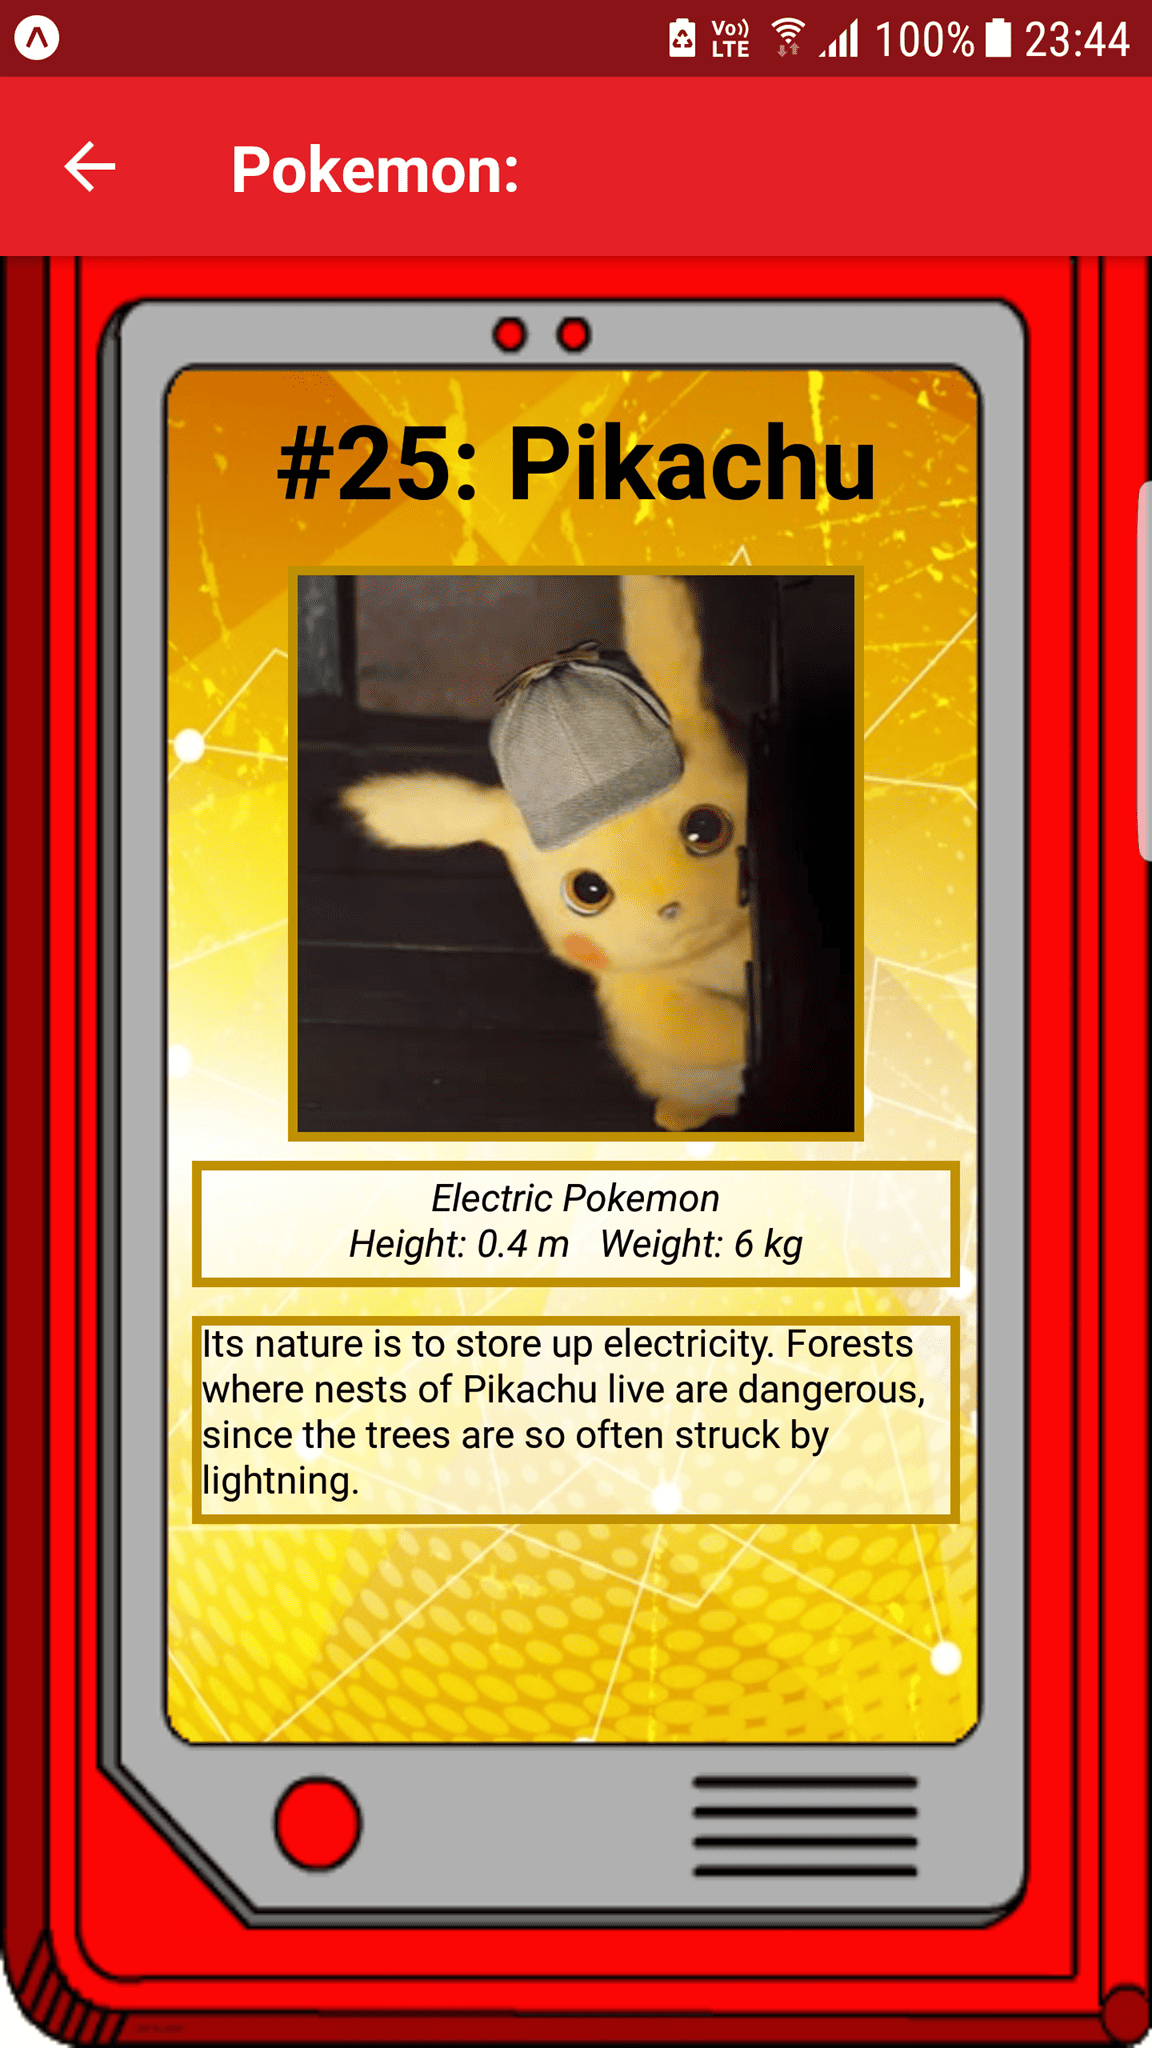 Vo)) LTE 100% 23:44
Pokemon:
#25: Pikachu
Electric Pokemon
Height: 0.4 m Weight: 6 kg
Its nature is to store up electricity. Forests
where nests of Pikachu live are dangerous,
since the trees are so often struck by
lightning.